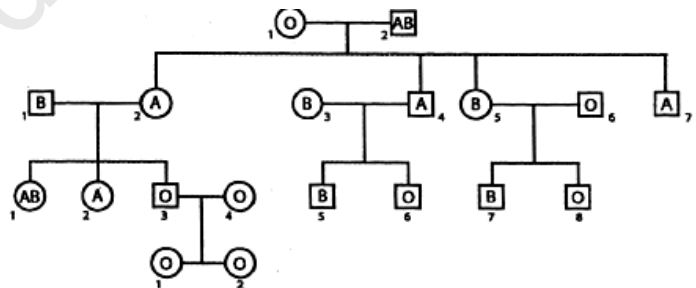 O AB
1 2
B A B A B O A
1 2 3 4 5 6 7
AB A O O B O B O
1 2 3 4 5 6 7 8
O O
1 2